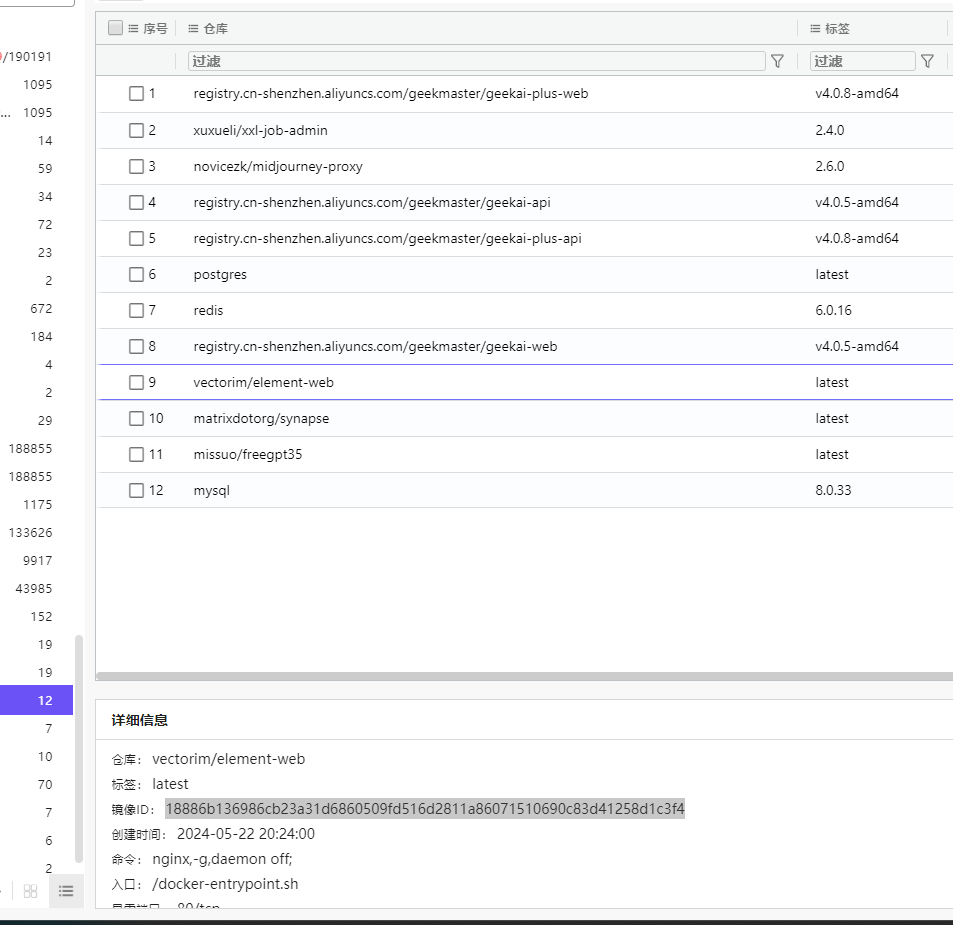 /190191
1095
... 1095
14
59
34
72
23
2
672
184
4
2
29
188855
188855
1175
133626
9917
43985
152
19
19
12
7
10
70
7
6
2
序号 仓库 标签
过滤 过滤
1 registry.cn-shenzhen.aliyuncs.com/geekmaster/geekai-plus-web v4.0.8-amd64
2 xuxueli/xxl-job-admin 2.4.0
3 novicezk/midjourney-proxy 2.6.0
4 registry.cn-shenzhen.aliyuncs.com/geekmaster/geekai-api v4.0.5-amd64
5 registry.cn-shenzhen.aliyuncs.com/geekmaster/geekai-plus-api v4.0.8-amd64
6 postgres latest
7 redis 6.0.16
8 registry.cn-shenzhen.aliyuncs.com/geekmaster/geekai-web v4.0.5-amd64
9 vectorim/element-web latest
10 matrixdotorg/synapse latest
11 missuo/freegpt35 latest
12 mysql 8.0.33
详细信息
仓库： vectorim/element-web
标签： latest
镜像ID： 18886b136986cb23a31d6860509fd516d2811a86071510690c83d41258d1c3f4
创建时间： 2024-05-22 20:24:00
命令： nginx,-g,daemon off;
入口： /docker-entrypoint.sh
80/tcp